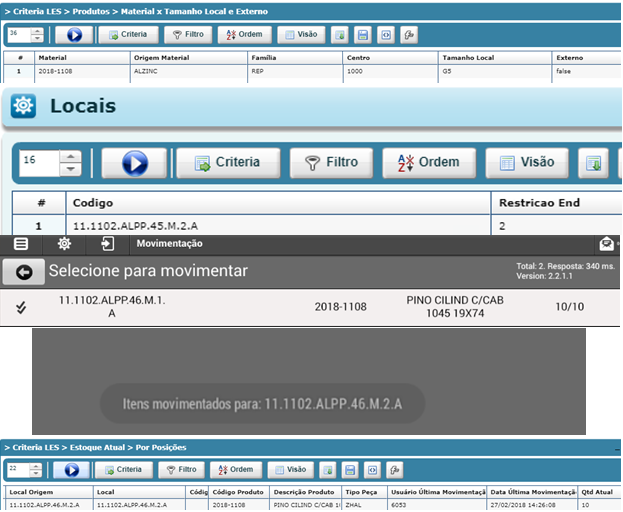 > Criteria LES > Produtos > Material x Tamanho Local e Externo
36 Criteria Filtro Ordem Visão
# Material Origem Material Familia Centro Tamanho Local Externo
1 2018-1108 ALZINC REP 1000 G5 false
Locais
16 Criteria Filtro Ordem Visão
# Codigo Restricao End
1 11.1102.ALPP.45.M.2.A 2
Movimentação
Selecione para movimentar
Total: 2. Resposta: 340 ms.
Version: 2.2.1.1
11.1102.ALPP.46.M.1.
A
2018-1108
PINO CILIND C/CAB
1045 19X74
10/10
Itens movimentados para: 11.1102.ALPP.46.M.2.A
> Criteria LES > Estoque Atual > Por Posições
22 Criteria Filtro Ordem Visão
Local Origem Local Códig Código Produto Descrição Produto Tipo Peça Usuário Última Movimentaçã Data Última Movimentaçã Qtd Atual
11.1102.ALPP.46.M.2.A 11.1102.ALPP.46.M.2.A 2018-1108 PINO CILIND C/CAB 1 ZHAL 6053 27/02/2018 14:26:08 10